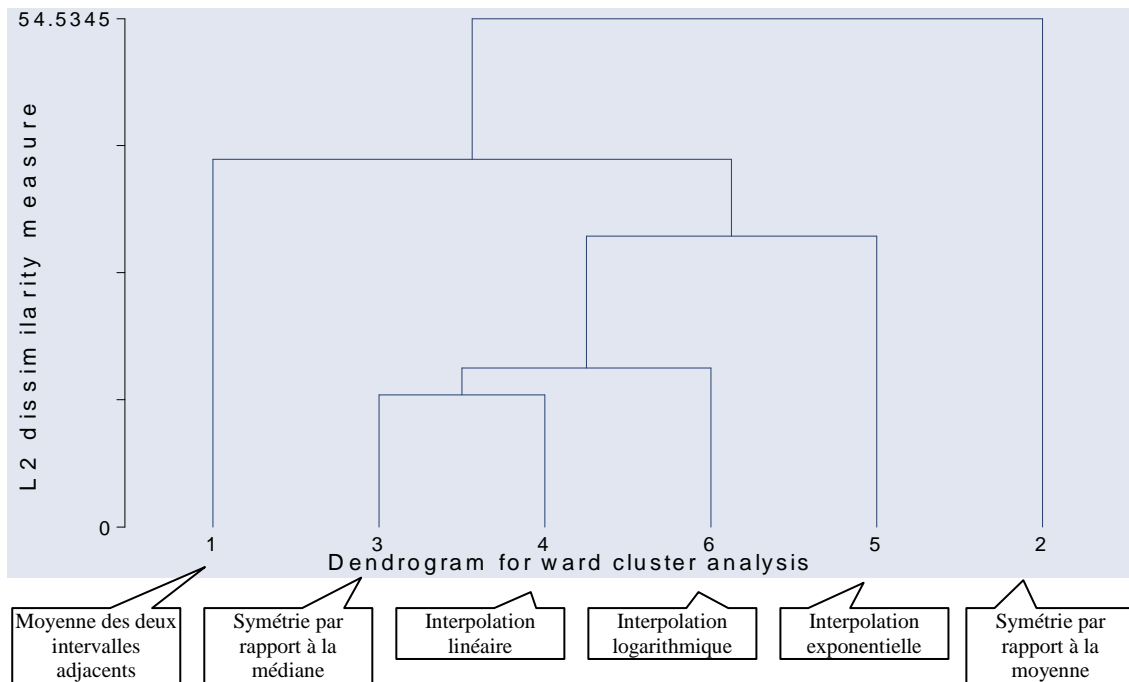 54.5345
L2 dissimilarity measure
0
1 3 4 6 5 2
Dendrogram for ward cluster analysis
Moyenne des deux
intervalles
adjacents
Symétrie par
rapport à la
médiane
Interpolation
linéaire
Interpolation
logarithmique
Interpolation
exponentielle
Symétrie par
rapport à la
moyenne